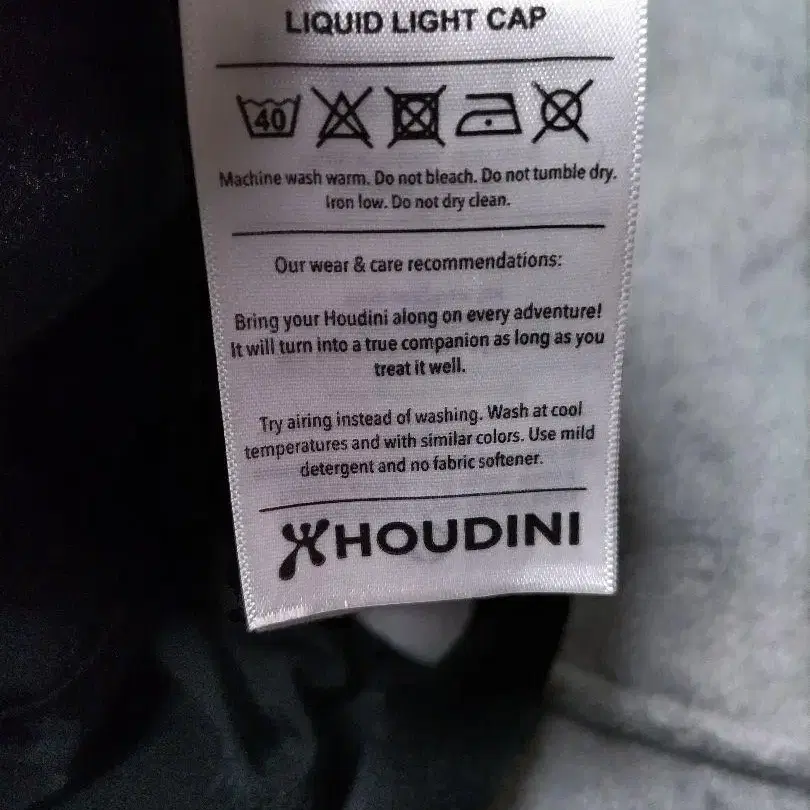 LIQUID LIGHT CAP
40
Machine wash warm. Do not bleach. Do not tumble dry.
Iron low. Do not dry clean.
Our wear & care recommendations:
Bring your Houdini along on every adventure!
It will turn into a true companion as long as you
treat it well.
Try airing instead of washing. Wash at cool
temperatures and with similar colors. Use mild
detergent and no fabric softener.
HOUDINI